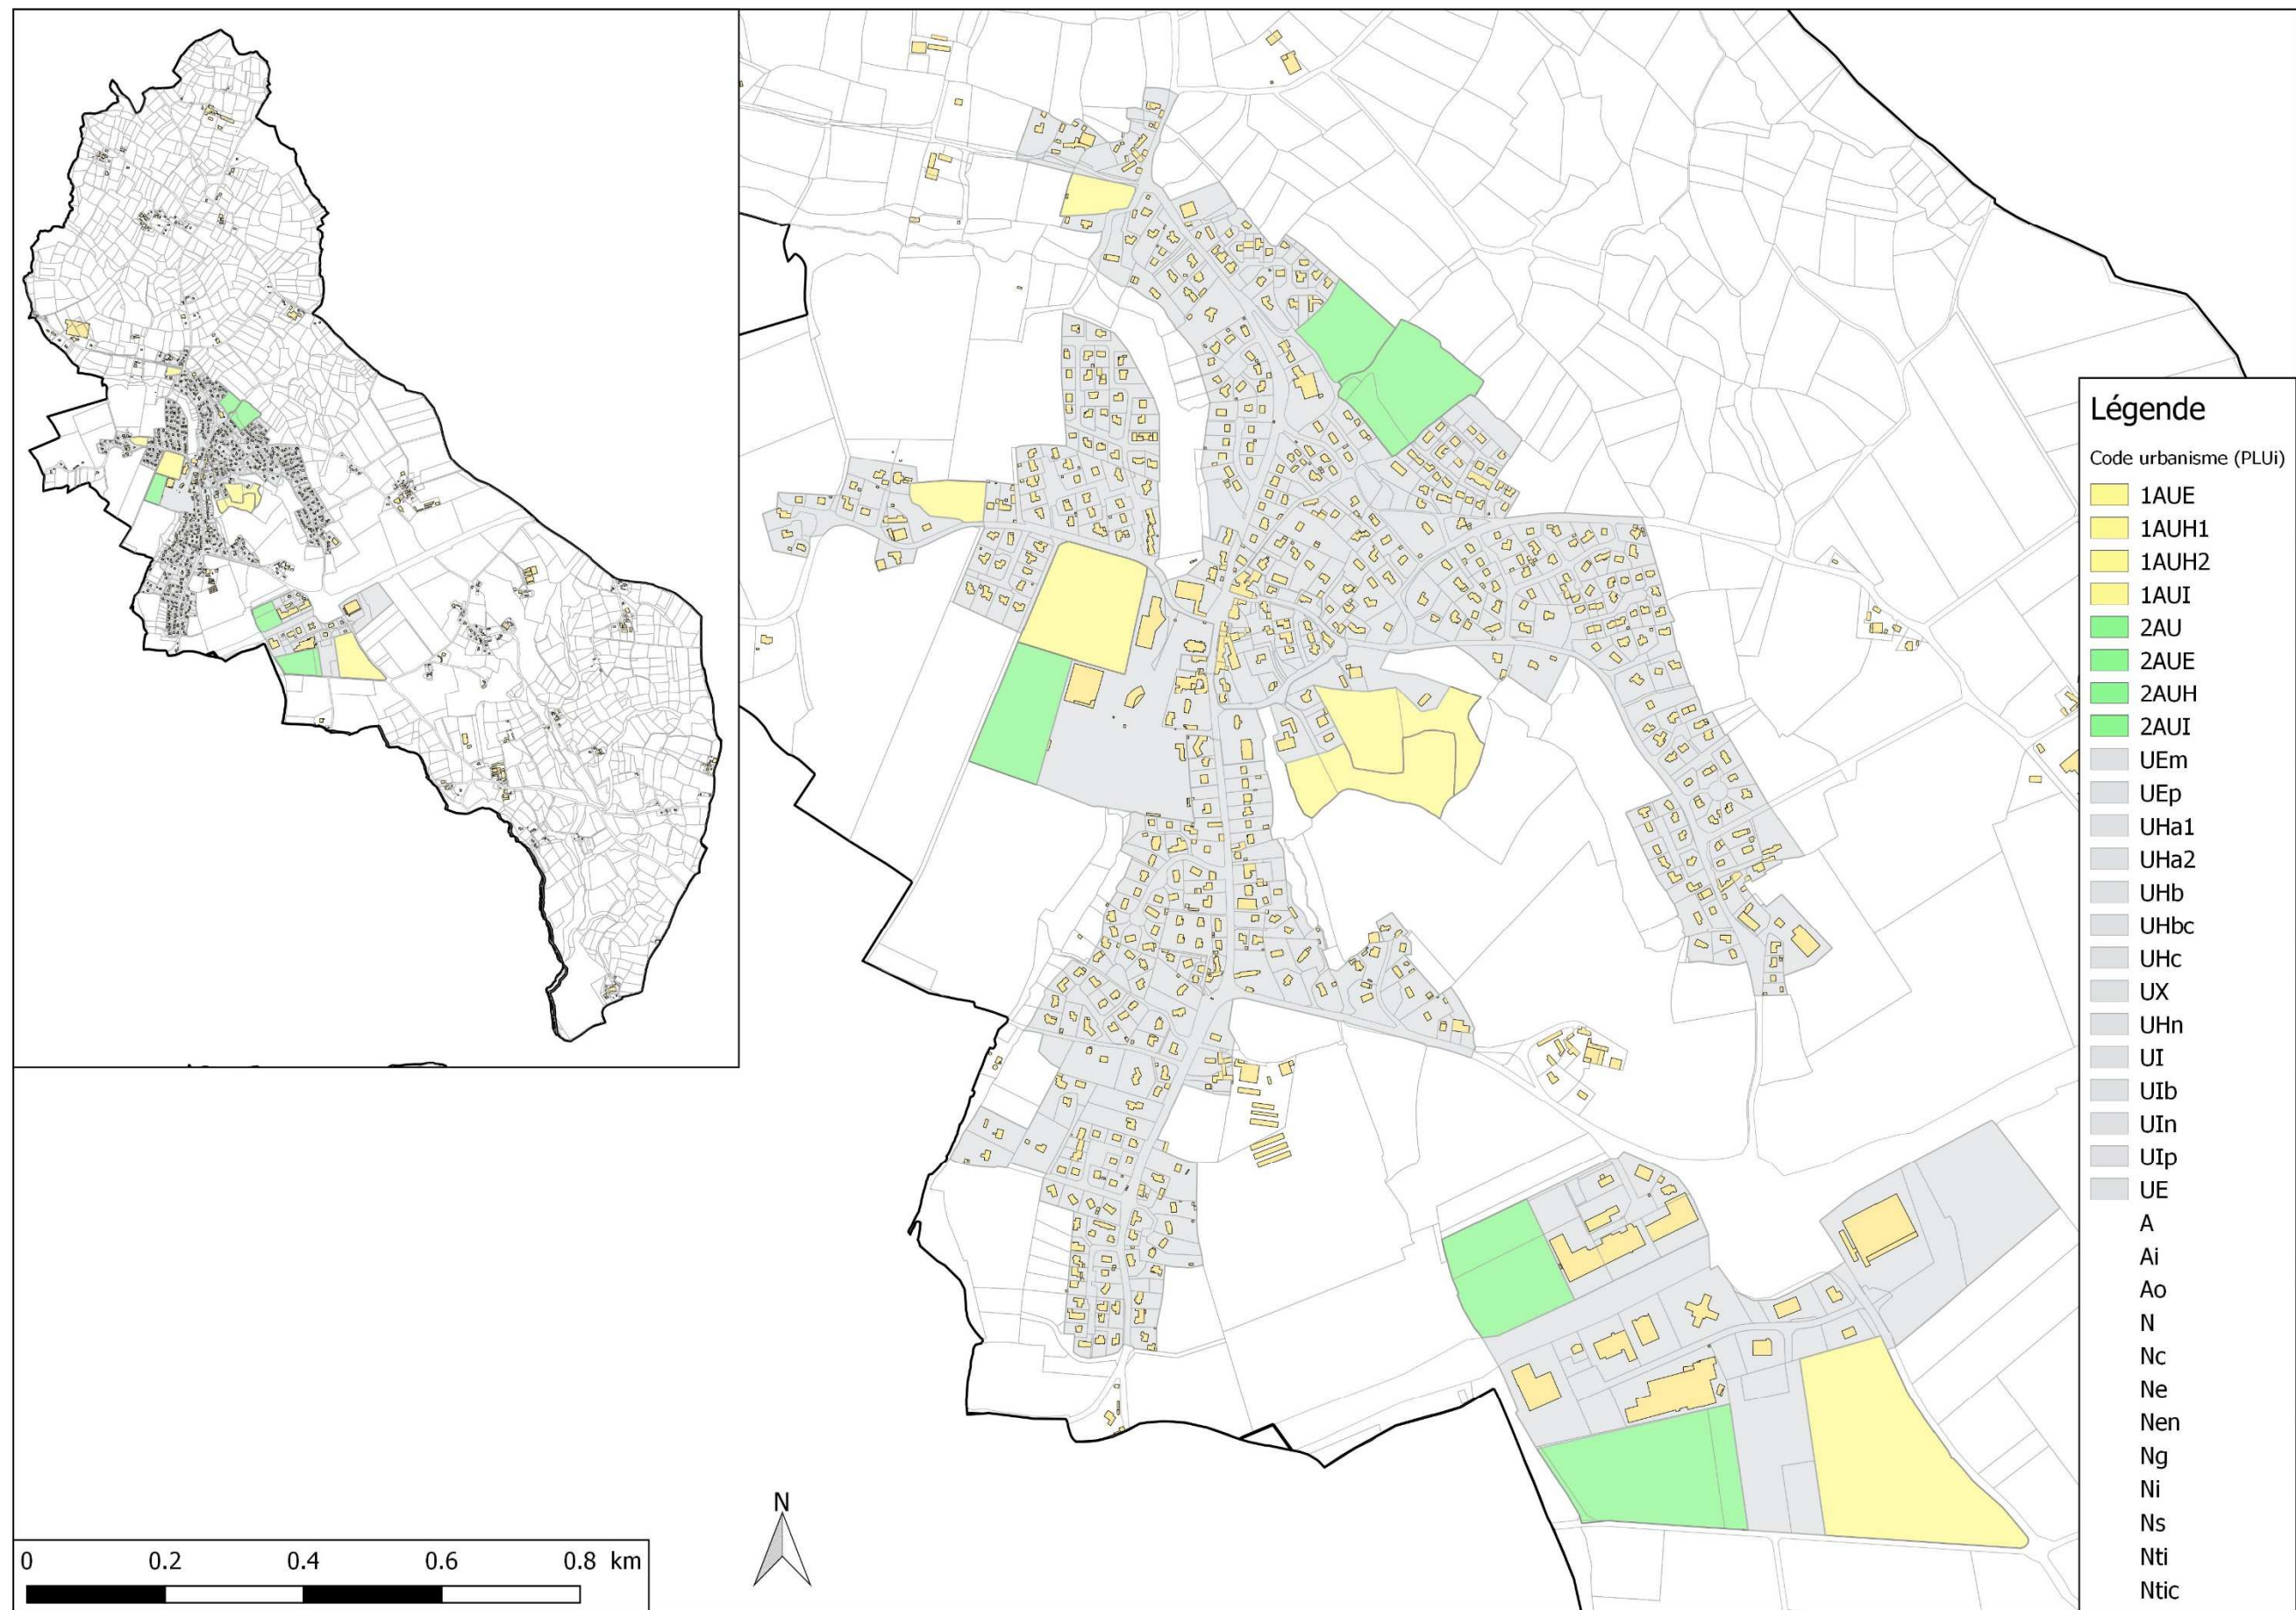 Légende
Code urbanisme (PLUi)
1AUE
1AUH1
1AUH2
1AUI
2AU
2AUE
2AUH
2AUI
UEm
UEp
UHa1
UHa2
UHb
UHbc
UHc
UX
UHn
UI
UIb
UIn
UIp
UE
A
Ai
Ao
N
Nc
Ne
Nen
Ng
Ni
Ns
Nti
Ntic
N
0 0.2 0.4 0.6 0.8 km